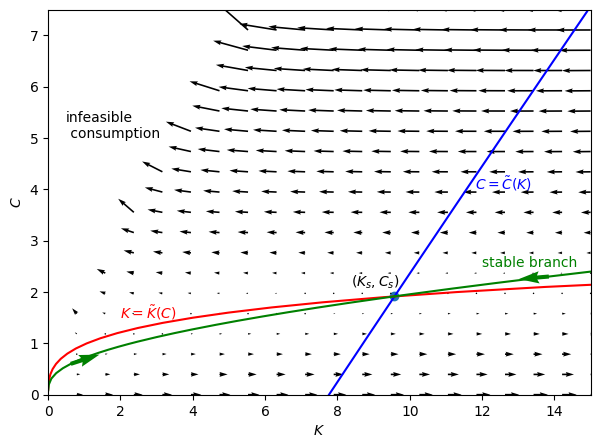 7
6
infeasible
consumption
5
C
4
C = C̃(K)
3
stable branch
(K̇ₛ, Cₛ)
2
K = K̃(C)
1
0
0 2 4 6 8 10 12 14
K